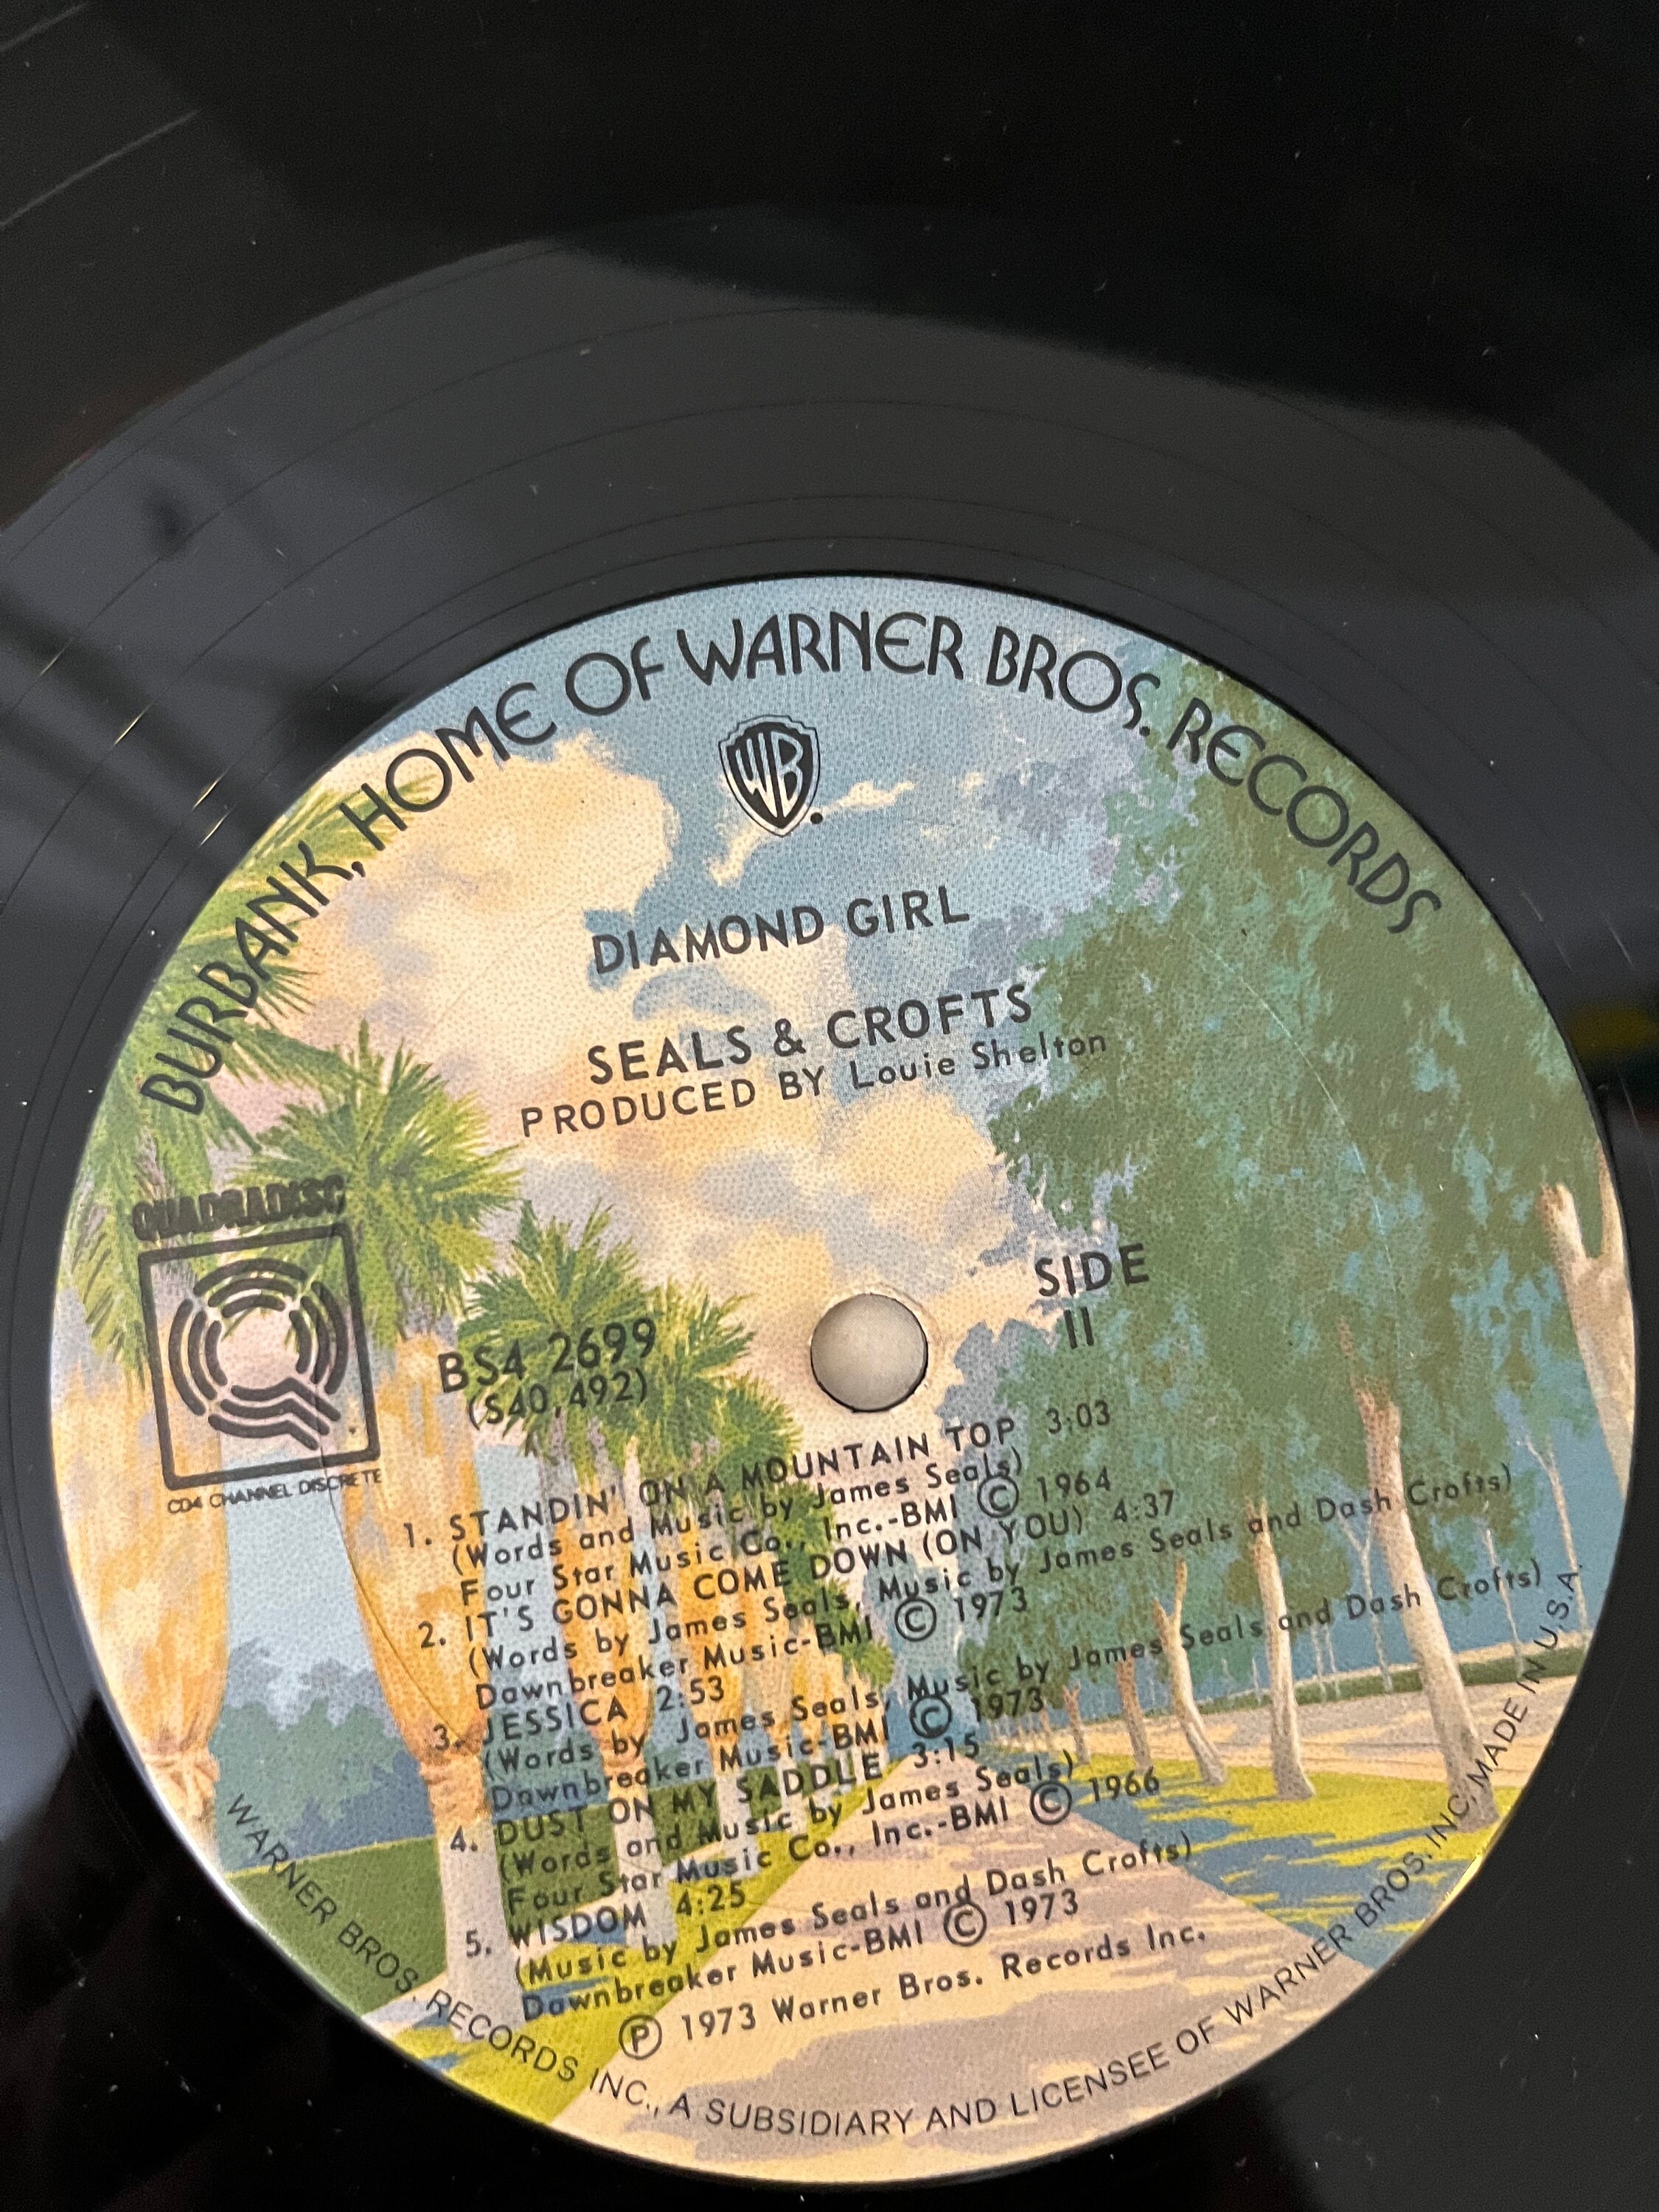 BURBANK, HOME OF WARNER BROS. RECORDS
WB
DIAMOND GIRL
SEALS & CROFTS
PRODUCED BY Louie Shelton
QUADRADISC
CD4 CHANNEL DISCRETE
BS4 2699
(S40,492)
SIDE
II
1. STANDIN' ON A MOUNTAIN TOP 3:03
(Words and Music by James Seals)
Four Star Music Co., Inc.-BMI © 1964
2. IT'S GONNA COME DOWN (ON YOU) 4:37
(Words by James Seals, Music by James Seals and Dash Crofts)
Dawnbreaker Music-BMI © 1973
3. JESSICA 2:53
(Words by James Seals, Music by James Seals and Dash Crofts)
Dawnbreaker Music-BMI © 1973
4. DUST ON MY SADDLE 3:15
(Words and Music by James Seals)
Four Star Music Co., Inc.-BMI © 1966
5. WISDOM 4:25
(Music by James Seals and Dash Crofts)
Dawnbreaker Music-BMI © 1973
℗ 1973 Warner Bros. Records Inc.
WARNER BROS. RECORDS INC., A SUBSIDIARY AND LICENSEE OF WARNER BROS. INC., MADE IN U.S.A.